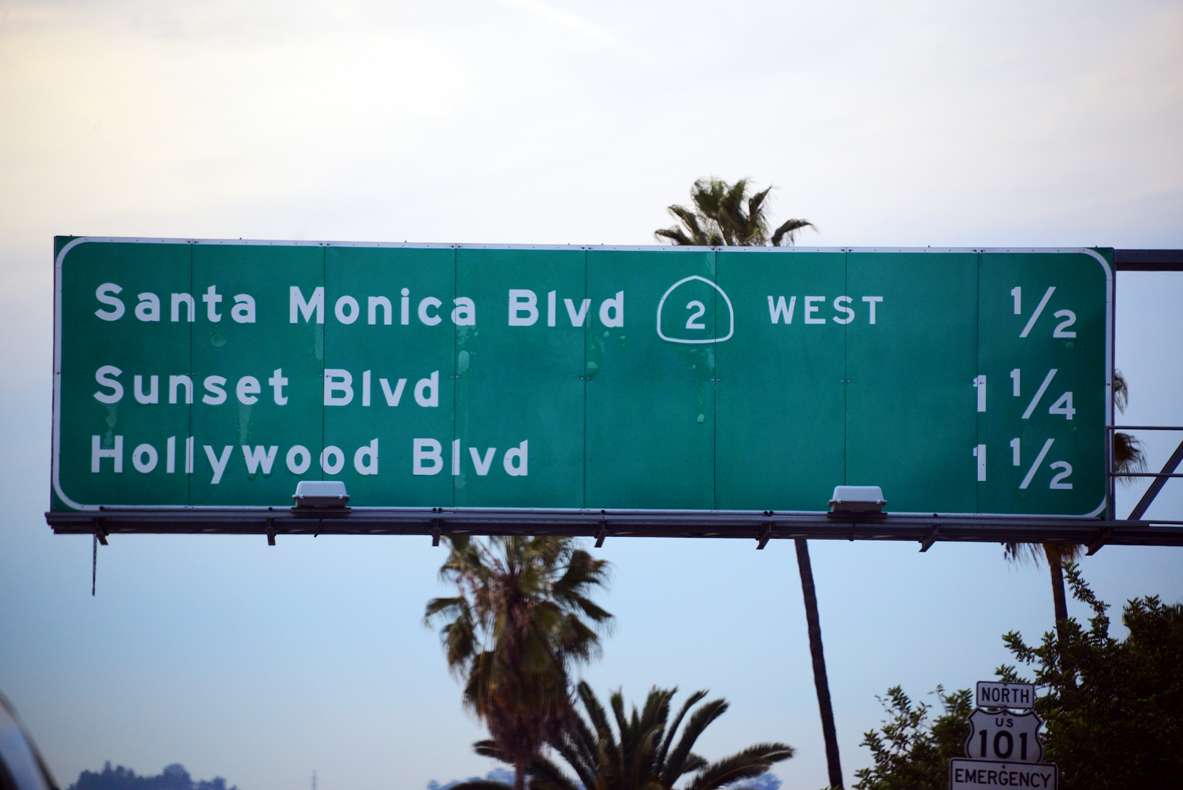 Santa Monica Blvd 2 WEST 1/2
Sunset Blvd 1 1/4
Hollywood Blvd 1 1/2
NORTH
US
101
EMERGENCY